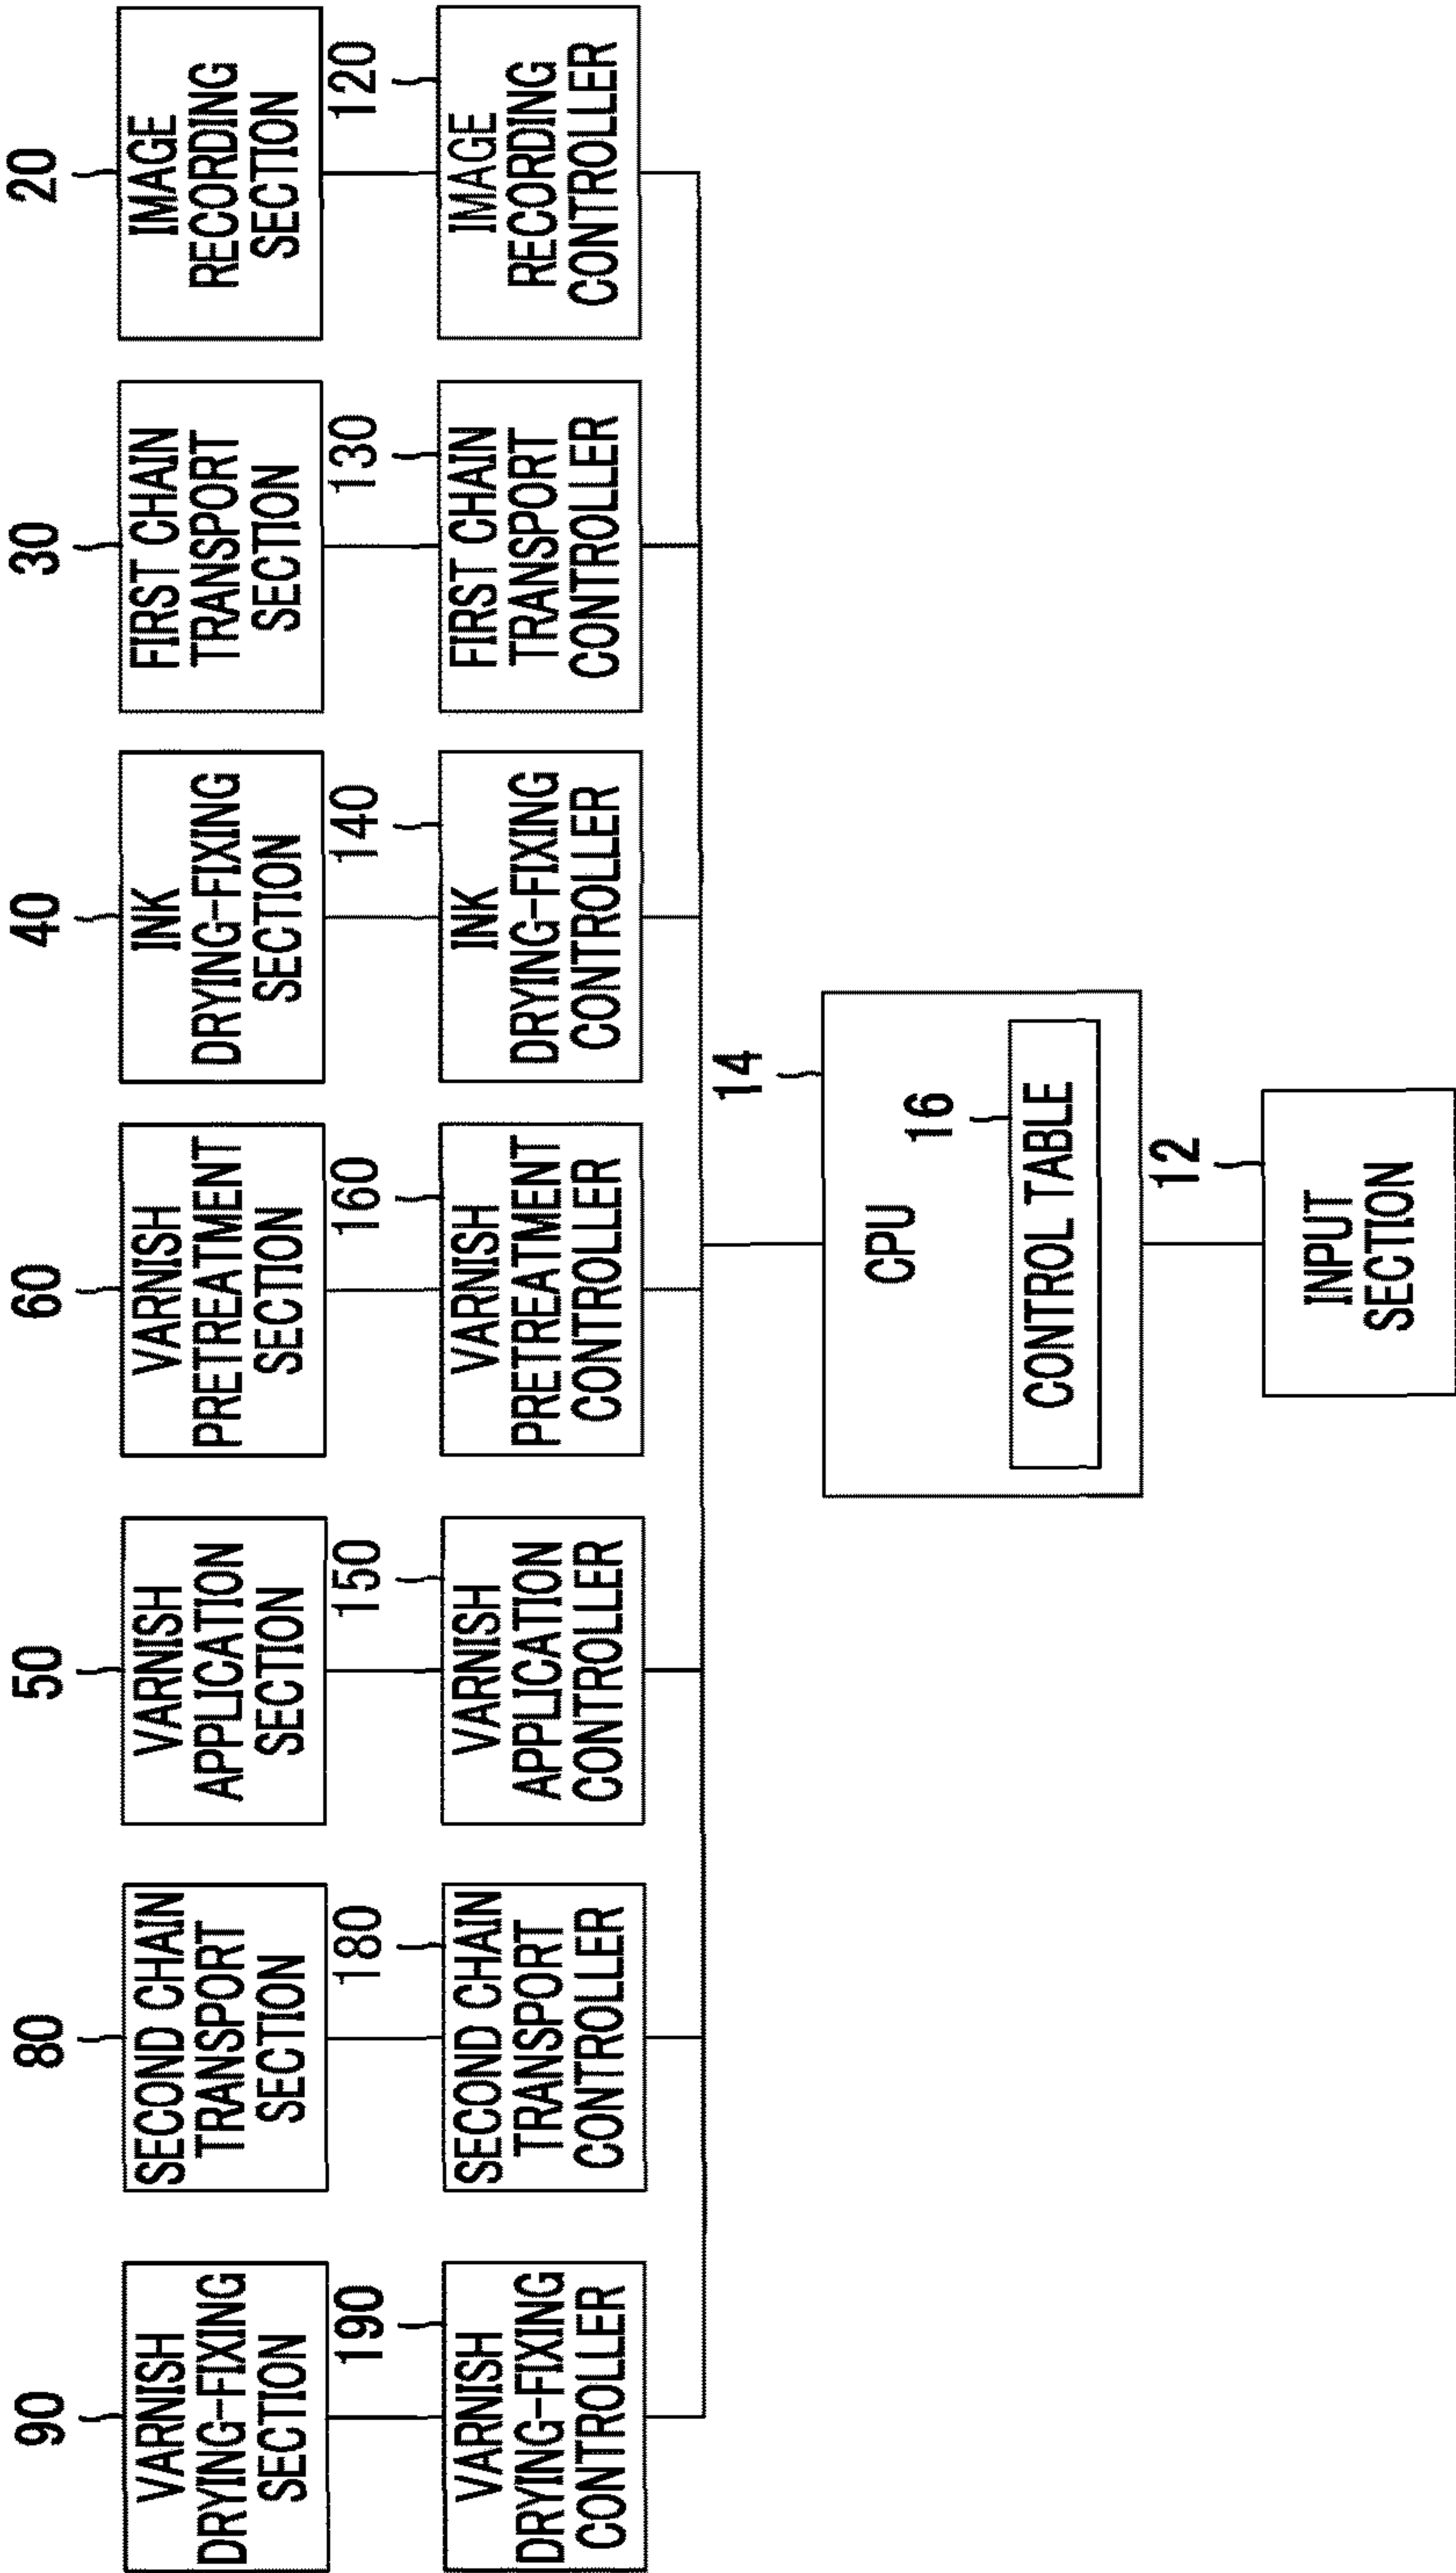 90
VARNISH
DRYING-FIXING
SECTION
80
SECOND CHAIN
TRANSPORT
SECTION
50
VARNISH
APPLICATION
SECTION
60
VARNISH
PRETREATMENT
SECTION
40
INK
DRYING-FIXING
SECTION
30
FIRST CHAIN
TRANSPORT
SECTION
20
IMAGE
RECORDING
SECTION
190
VARNISH
DRYING-FIXING
CONTROLLER
180
SECOND CHAIN
TRANSPORT
CONTROLLER
150
VARNISH
APPLICATION
CONTROLLER
160
VARNISH
PRETREATMENT
CONTROLLER
140
INK
DRYING-FIXING
CONTROLLER
130
FIRST CHAIN
TRANSPORT
CONTROLLER
120
IMAGE
RECORDING
CONTROLLER
14
CPU
16
CONTROL TABLE
12
INPUT
SECTION